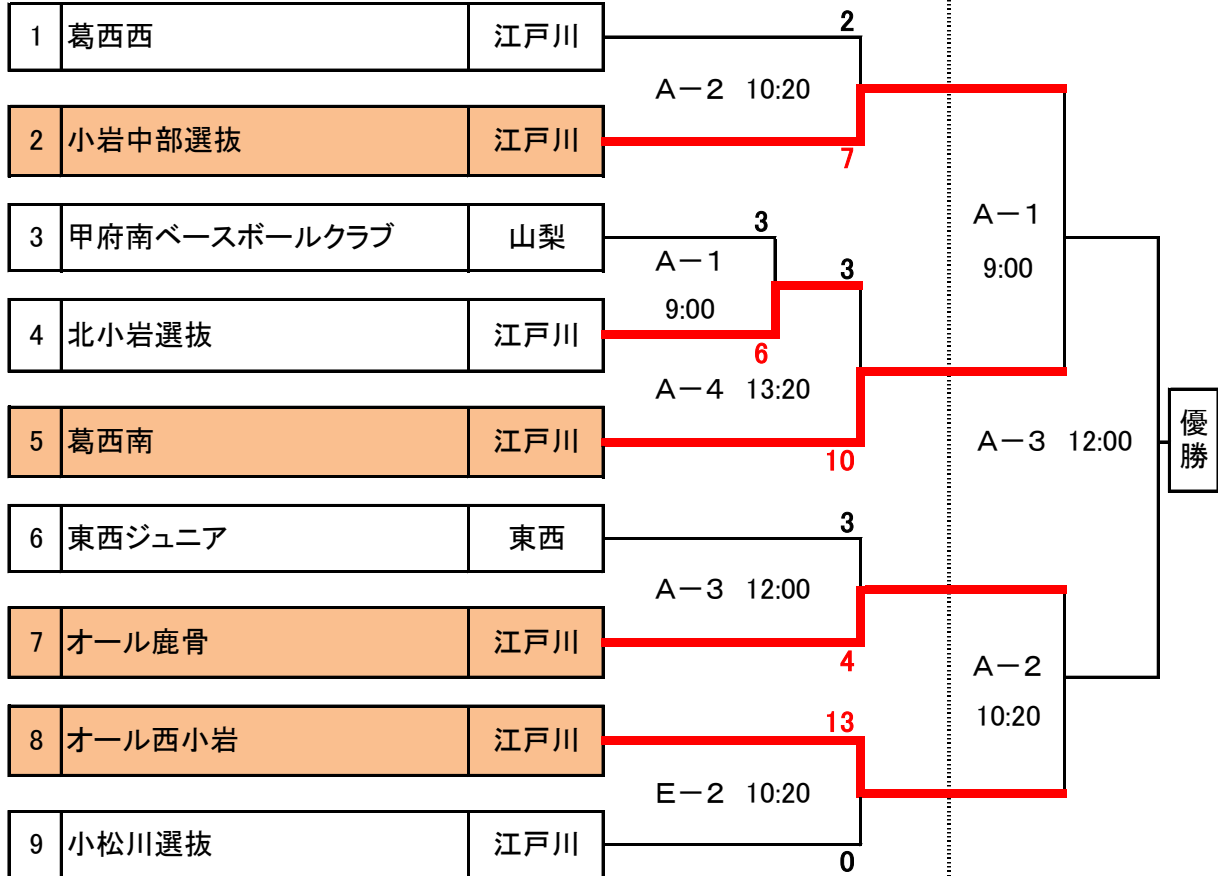 1 葛西西 江戸川 2
A－2 10:20
2 小岩中部選抜 江戸川 7
3 甲府南ベースボールクラブ 山梨 3
A－1
9:00
3
4 北小岩選抜 江戸川 6
A－4 13:20
5 葛西南 江戸川 10
A－1
9:00
6 東西ジュニア 東西 3
A－3 12:00
7 オール鹿骨 江戸川 4
8 オール西小岩 江戸川 13
E－2 10:20
9 小松川選抜 江戸川 0
A－2
10:20
A－3 12:00
優勝